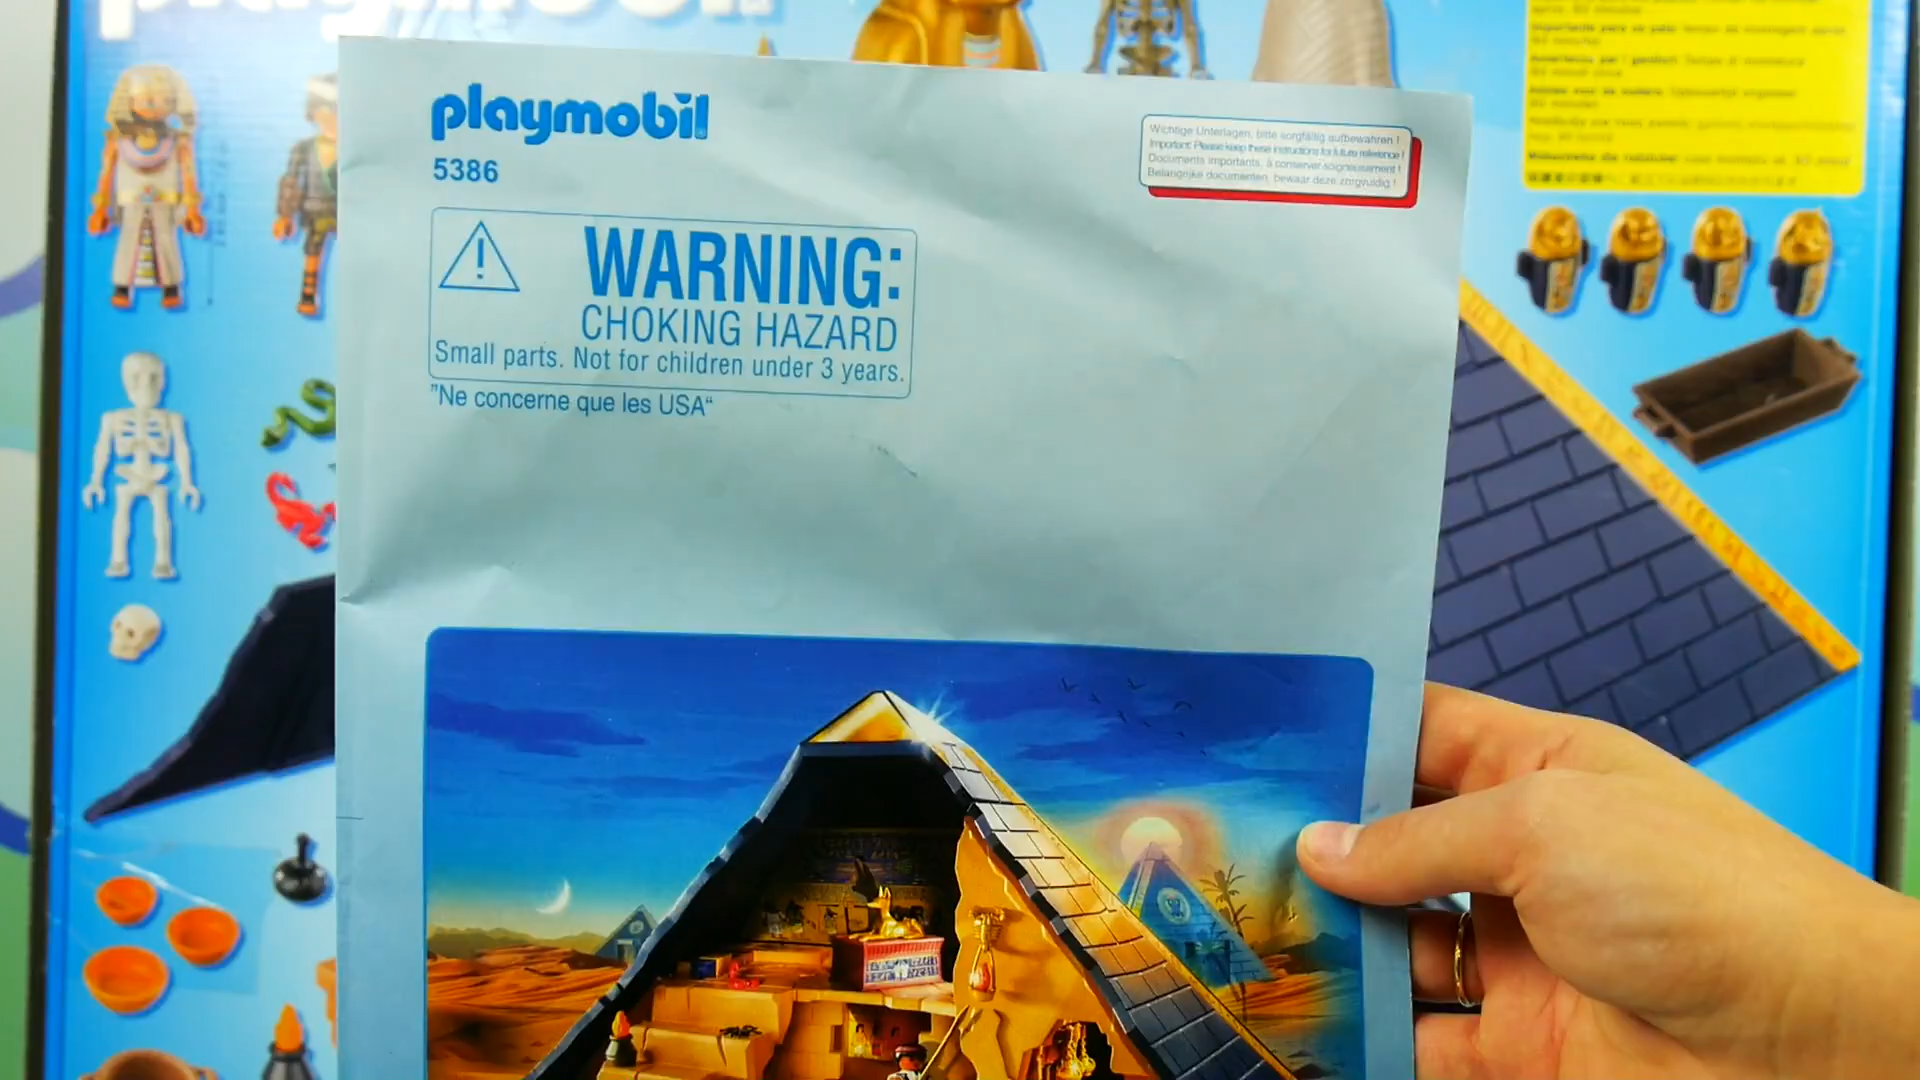 playmobil
playmobil
5386
Wichtige Unterlagen, bitte sorgfältig aufbewahren !
Important: Please keep these instructions for future reference !
Documents importants, à conserver soigneusement !
Belangrijke documenten, bewaar deze zorgvuldig !
WARNING:
CHOKING HAZARD
Small parts. Not for children under 3 years.
"Ne concerne que les USA“